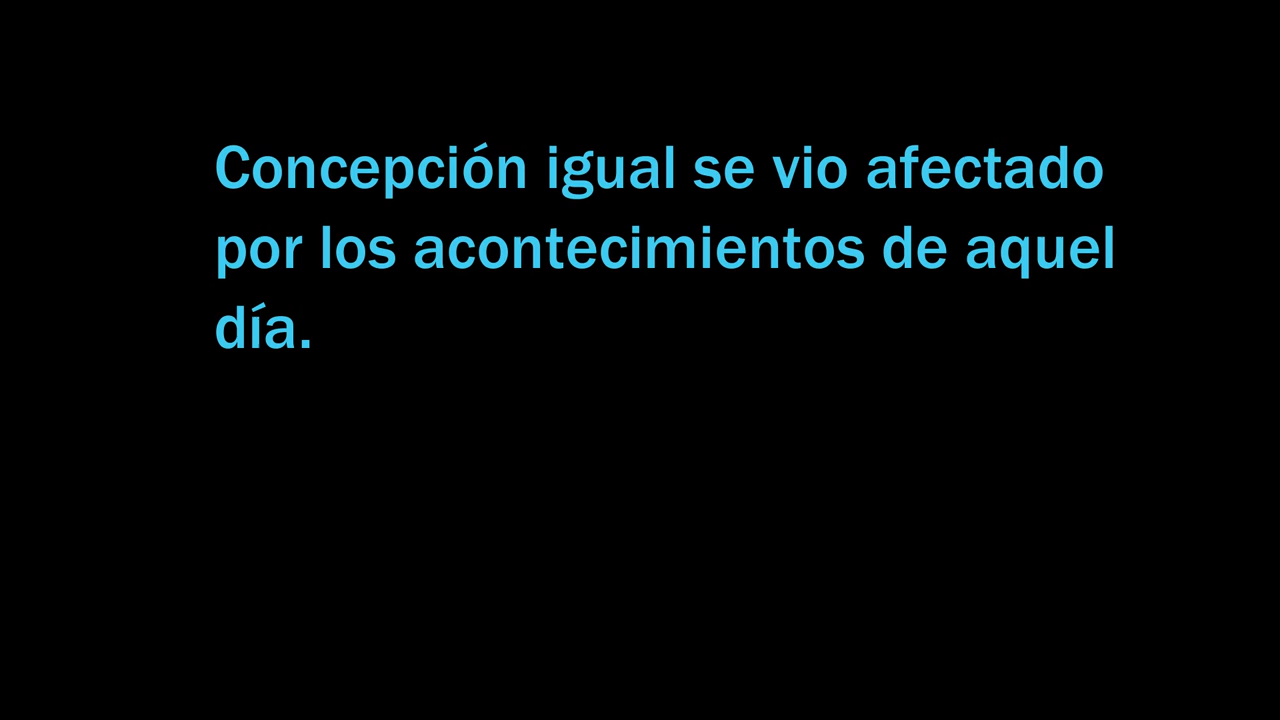 Concepción igual se vio afectado
por los acontecimientos de aquel
día.